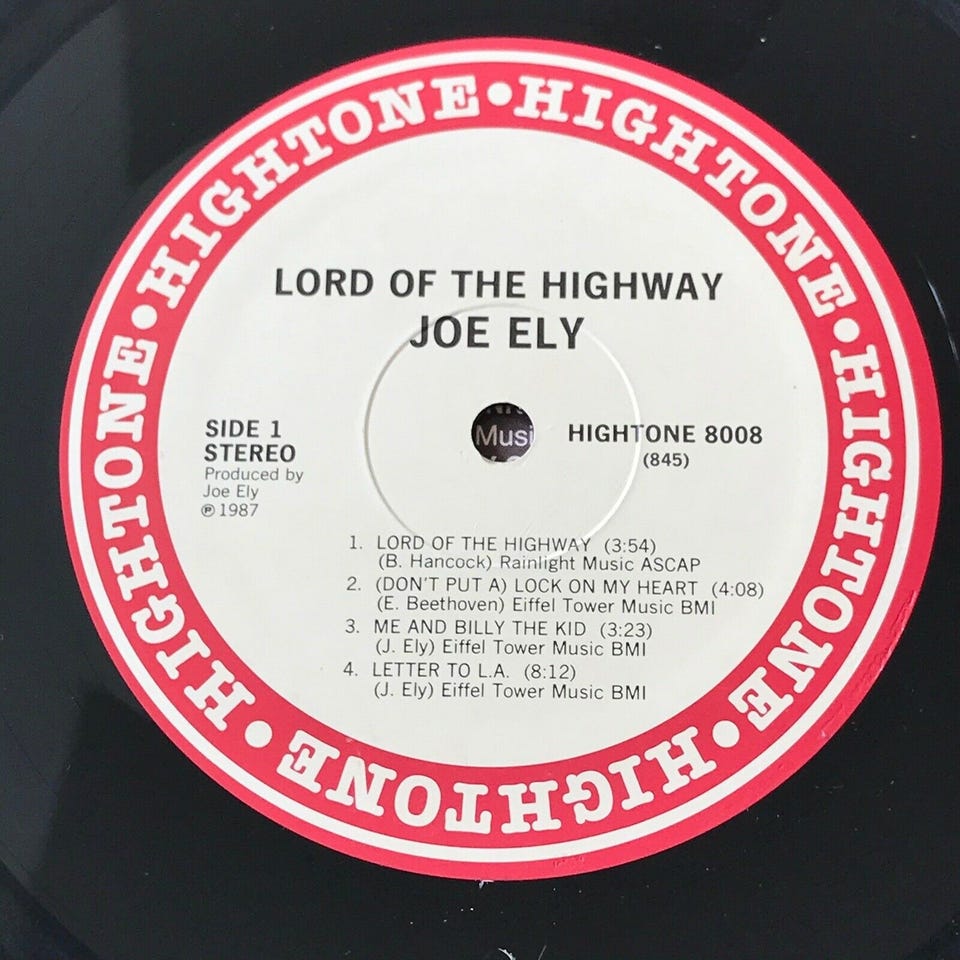 HIGHTONE • HIGHTONE • HIGHTONE • HIGHTONE • HIGHTONE • HIGHTONE • HIGHTONE •
LORD OF THE HIGHWAY
JOE ELY
SIDE 1
STEREO
Produced by
Joe Ely
℗ 1987
Musi
HIGHTONE 8008
(845)
1. LORD OF THE HIGHWAY (3:54)
(B. Hancock) Rainlight Music ASCAP
2. (DON'T PUT A) LOCK ON MY HEART (4:08)
(E. Beethoven) Eiffel Tower Music BMI
3. ME AND BILLY THE KID (3:23)
(J. Ely) Eiffel Tower Music BMI
4. LETTER TO L.A. (8:12)
(J. Ely) Eiffel Tower Music BMI